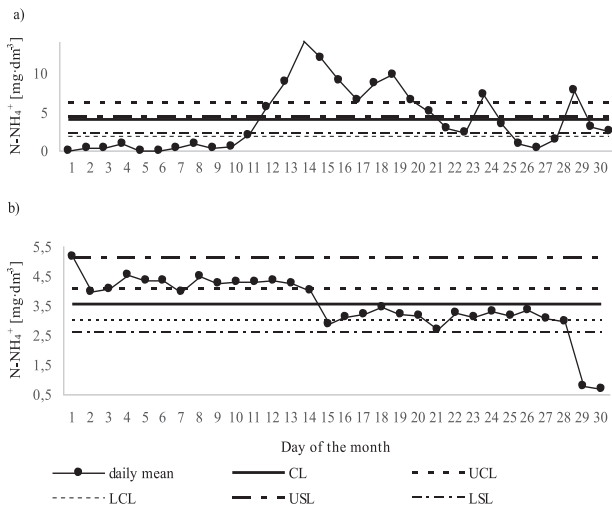 a)
N-NH₄⁺ [mg·dm³]
10
5
0
1 2 3 4 5 6 7 8 9 10 11 12 13 14 15 16 17 18 19 20 21 22 23 24 25 26 27 28 29 30
b)
N-NH₄⁺ [mg·dm³]
5,5
4,5
3,5
2,5
1,5
0,5
1 2 3 4 5 6 7 8 9 10 11 12 13 14 15 16 17 18 19 20 21 22 23 24 25 26 27 28 29 30
Day of the month
daily mean CL UCL
LCL USL LSL